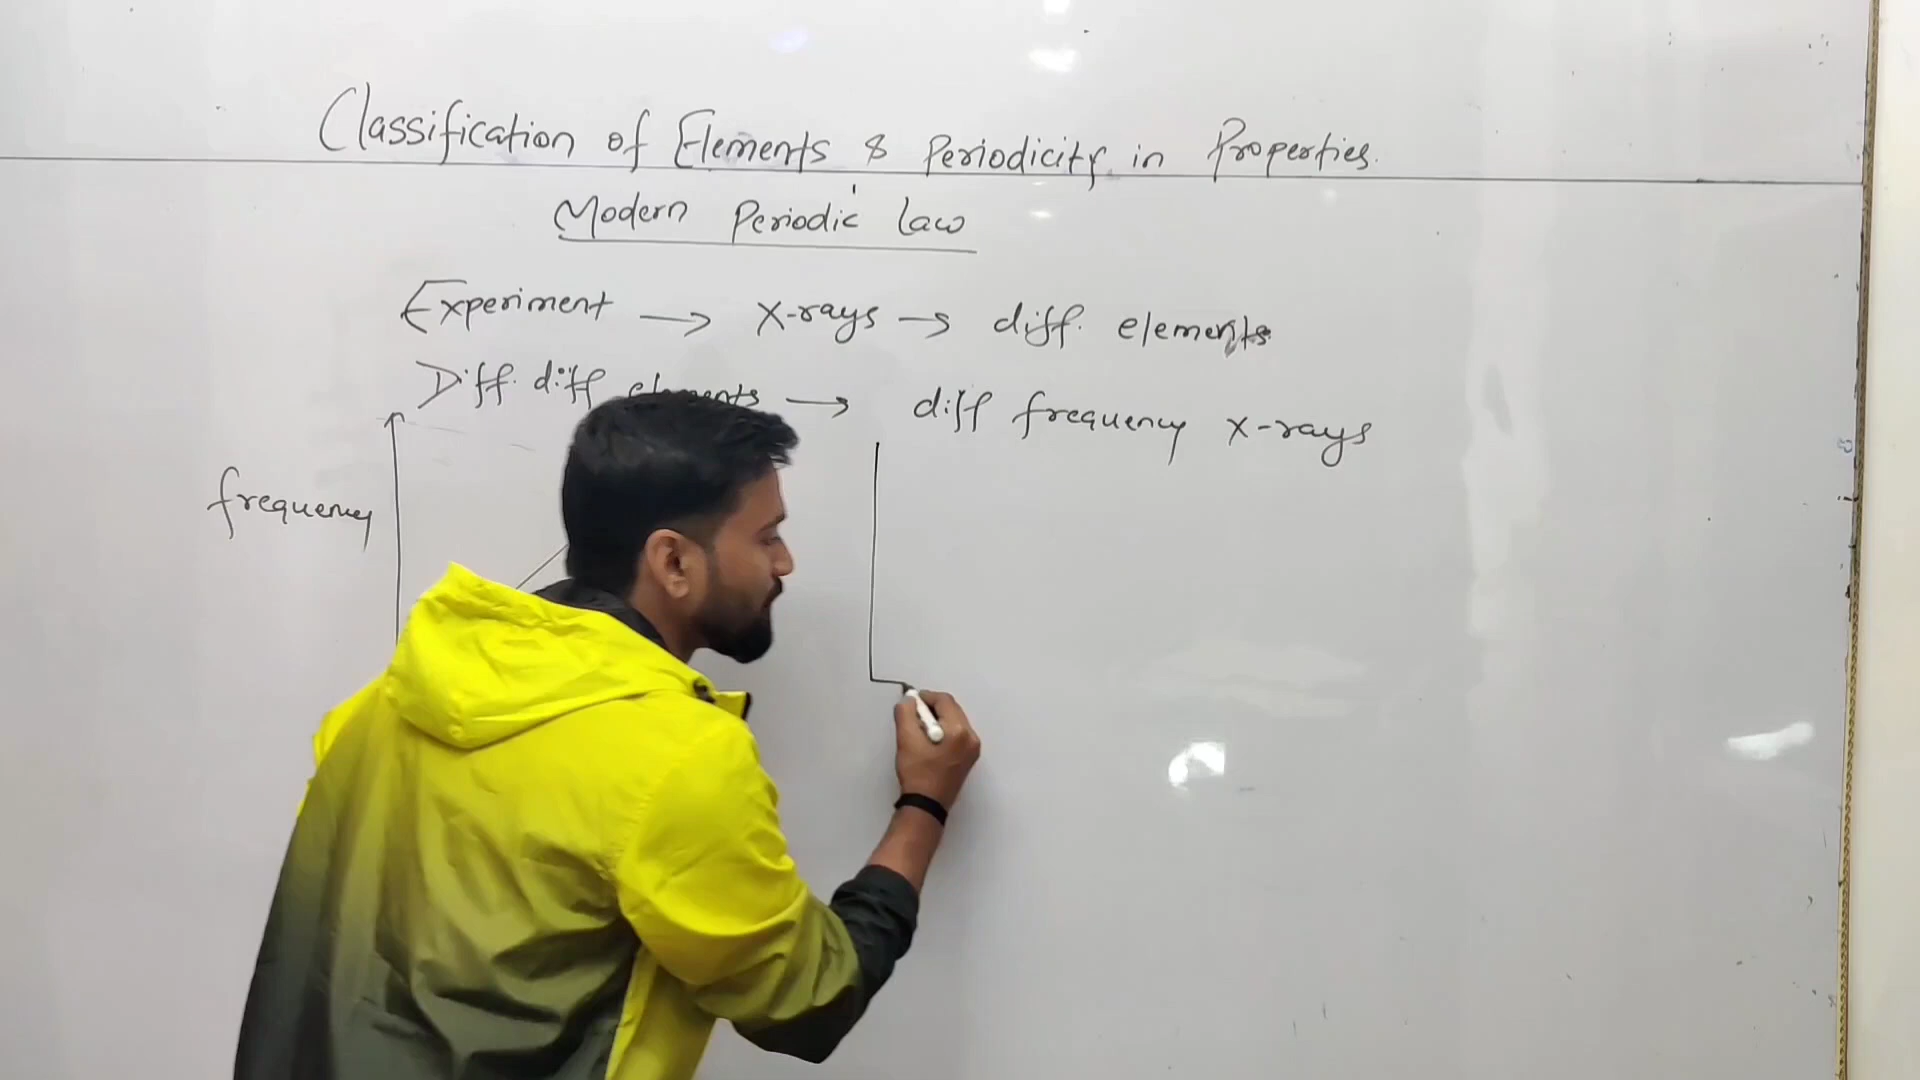 Classification of Elements & Periodicity in Properties.
Modern Periodic law
Experiment → X-rays → diff. elements
Diff. diff elements → diff frequency X-rays
frequency